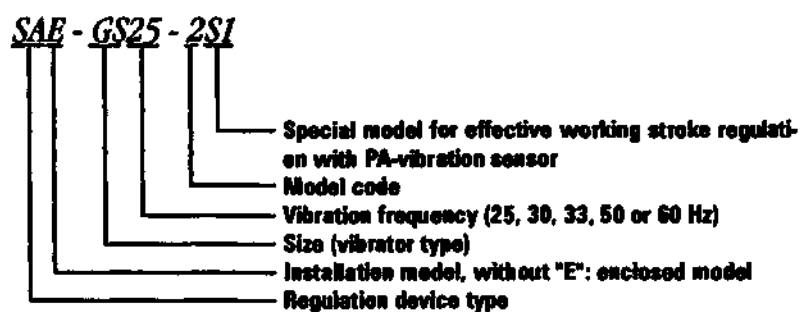 SAE - GS25 - 2S1
Special model for effective working stroke regulati-
on with PA-vibration sensor
Model code
Vibration frequency (25, 30, 33, 50 or 60 Hz)
Size (vibrator type)
Installation model, without "E": enclosed model
Regulation device type